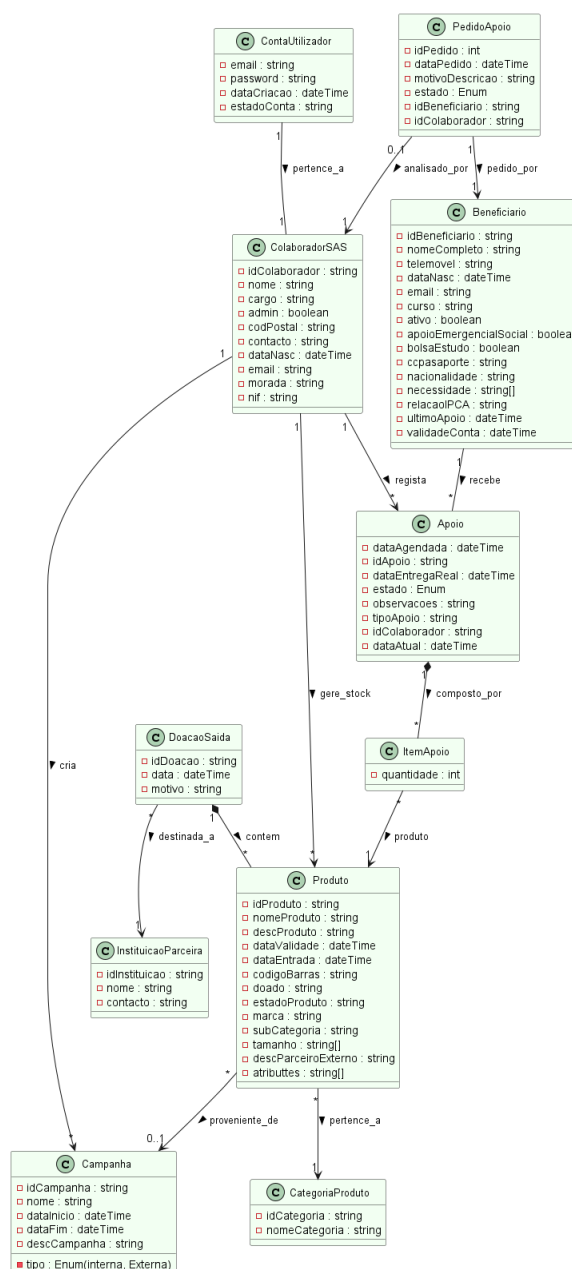 PedidoApoio
idPedido : int
dataPedido : dateTime
motivoDescricao : string
estado : Enum
idBeneficiario : string
idColaborador : string
ContaUtilizador
email : string
password : string
dataCriacao : dateTime
estadoConta : string
1
0..1
1
pertence_a
analisado_por
pedido_por
1
1
1
Beneficiario
idBeneficiario : string
nomeCompleto : string
telemovel : string
dataNasc : dateTime
email : string
curso : string
ativo : boolean
apoioEmergencialSocial : boolea
bolsaEstudo : boolean
ccpasaporte : string
nacionalidade : string
necessidade : string[]
relacaoIPCA : string
ultimoApoio : dateTime
validadeConta : dateTime
ColaboradorSAS
idColaborador : string
nome : string
cargo : string
admin : boolean
codPostal : string
contacto : string
dataNasc : dateTime
email : string
morada : string
nif : string
1
1
1
1
regista
recebe
*
*
Apoio
dataAgendada : dateTime
idApoio : string
dataEntregaReal : dateTime
estado : Enum
observacoes : string
tipoApoio : string
idColaborador : string
dataAtual : dateTime
1
gere_stock
composto_por
*
DoacaoSaida
idDoacao : string
data : dateTime
motivo : string
ItemApoio
quantidade : int
cria
*
1
*
destinada_a
contem
produto
*
*
1
Produto
idProduto : string
nomeProduto : string
descProduto : string
dataValidade : dateTime
dataEntrada : dateTime
codigoBarras : string
doado : string
estadoProduto : string
marca : string
subCategoria : string
tamanho : string[]
descParceiroExterno : string
atributtes : string[]
1
InstituicaoParceira
idInstituicao : string
nome : string
contacto : string
*
*
proveniente_de
pertence_a
*
0..1
1
Campanha
idCampanha : string
nome : string
dataInicio : dateTime
dataFim : dateTime
descCampanha : string
tipo : Enum(interna, Externa)
CategoriaProduto
idCategoria : string
nomeCategoria : string